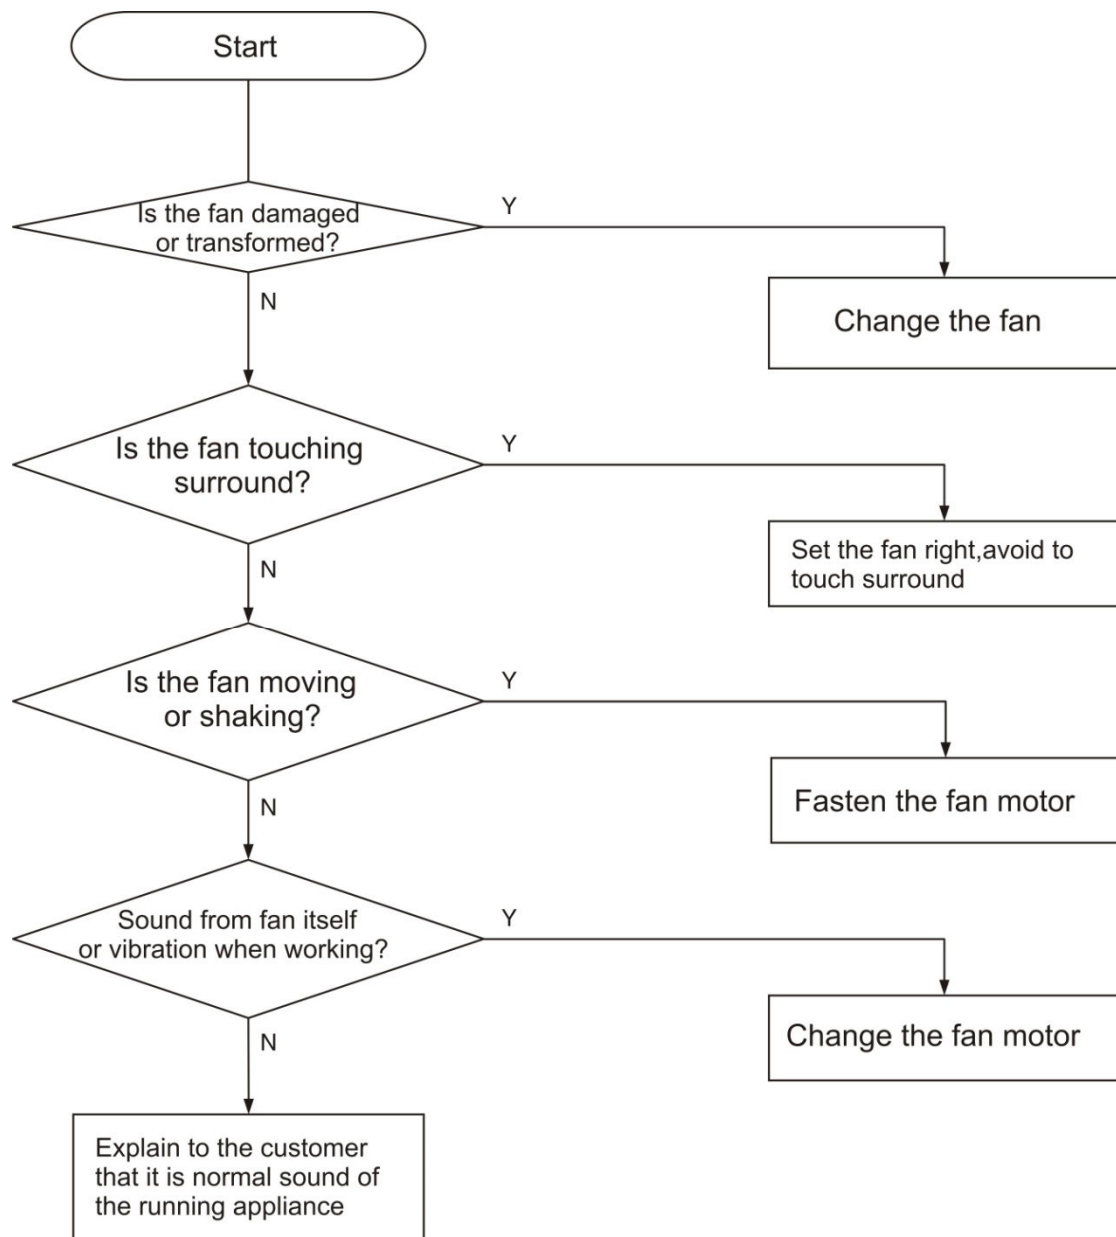 Start
Is the fan damaged
or transformed?
Y
N
Change the fan
Is the fan touching
surround?
Y
N
Set the fan right,avoid to
touch surround
Is the fan moving
or shaking?
Y
N
Fasten the fan motor
Sound from fan itself
or vibration when working?
Y
N
Change the fan motor
Explain to the customer
that it is normal sound of
the running appliance